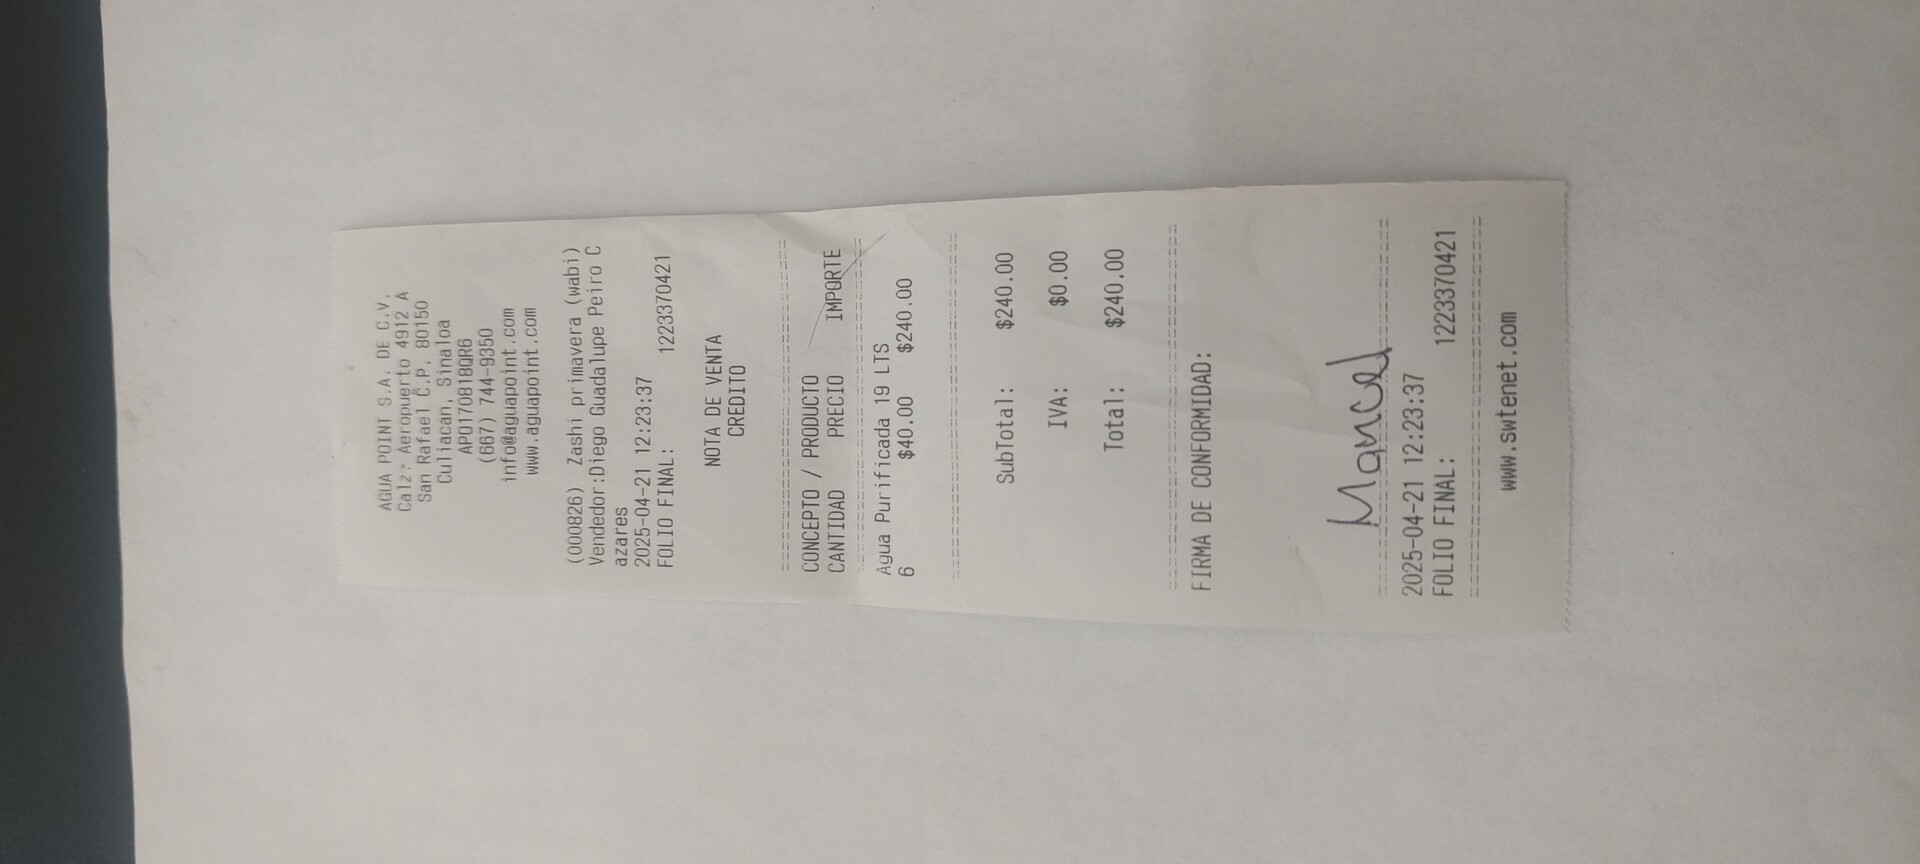 AGUA POINT S.A. DE C.V.
Calz. Aeropuerto 4912 A
San Rafael C.P. 80150
Culiacan, Sinaloa
APO170818QR6
(667) 744-9350
info@aguapoint.com
www.aguapoint.com
(000826) Zashi primavera (wabi)
Vendedor:Diego Guadalupe Peiro C
azares
2025-04-21 12:23:37
FOLIO FINAL: 1223370421
NOTA DE VENTA
CREDITO
================================
CONCEPTO / PRODUCTO
CANTIDAD PRECIO IMPORTE
================================
Agua Purificada 19 LTS
6 $40.00 $240.00
================================
SubTotal: $240.00
IVA: $0.00
Total: $240.00
================================
FIRMA DE CONFORMIDAD:
Mancel
================================
2025-04-21 12:23:37
FOLIO FINAL: 1223370421
================================
www.swtenet.com